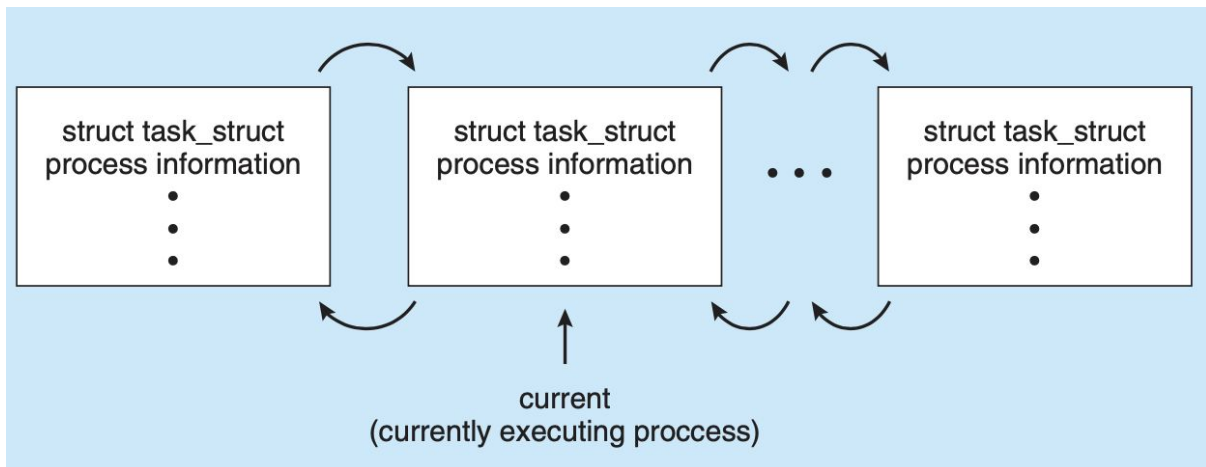 struct task_struct
process information
struct task_struct
process information
• • •
struct task_struct
process information
current
(currently executing proccess)